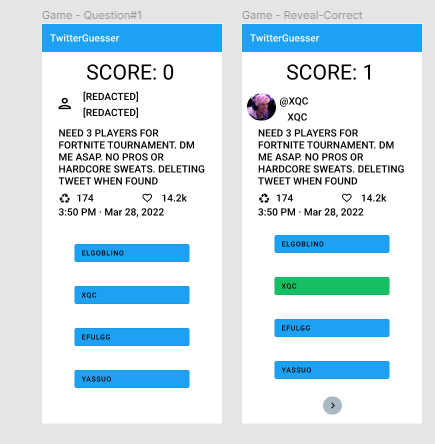 Game - Question#1
TwitterGuesser
SCORE: 0
[REDACTED]
[REDACTED]
NEED 3 PLAYERS FOR
FORTNITE TOURNAMENT. DM
ME ASAP. NO PROS OR
HARDCORE SWEATS. DELETING
TWEET WHEN FOUND
174 14.2k
3:50 PM · Mar 28, 2022
ELGOBLINO
XQC
EFULGG
YASSUO
Game - Reveal-Correct
TwitterGuesser
SCORE: 1
@XQC
XQC
NEED 3 PLAYERS FOR
FORTNITE TOURNAMENT. DM
ME ASAP. NO PROS OR
HARDCORE SWEATS. DELETING
TWEET WHEN FOUND
174 14.2k
3:50 PM · Mar 28, 2022
ELGOBLINO
XQC
EFULGG
YASSUO